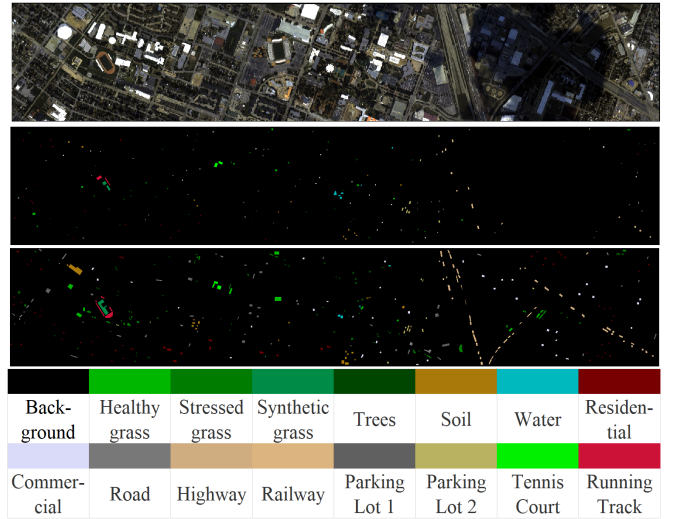 Back-
ground
Healthy
grass
Stressed
grass
Synthetic
grass
Trees
Soil
Water
Residen-
tial
Commer-
cial
Road
Highway
Railway
Parking
Lot 1
Parking
Lot 2
Tennis
Court
Running
Track